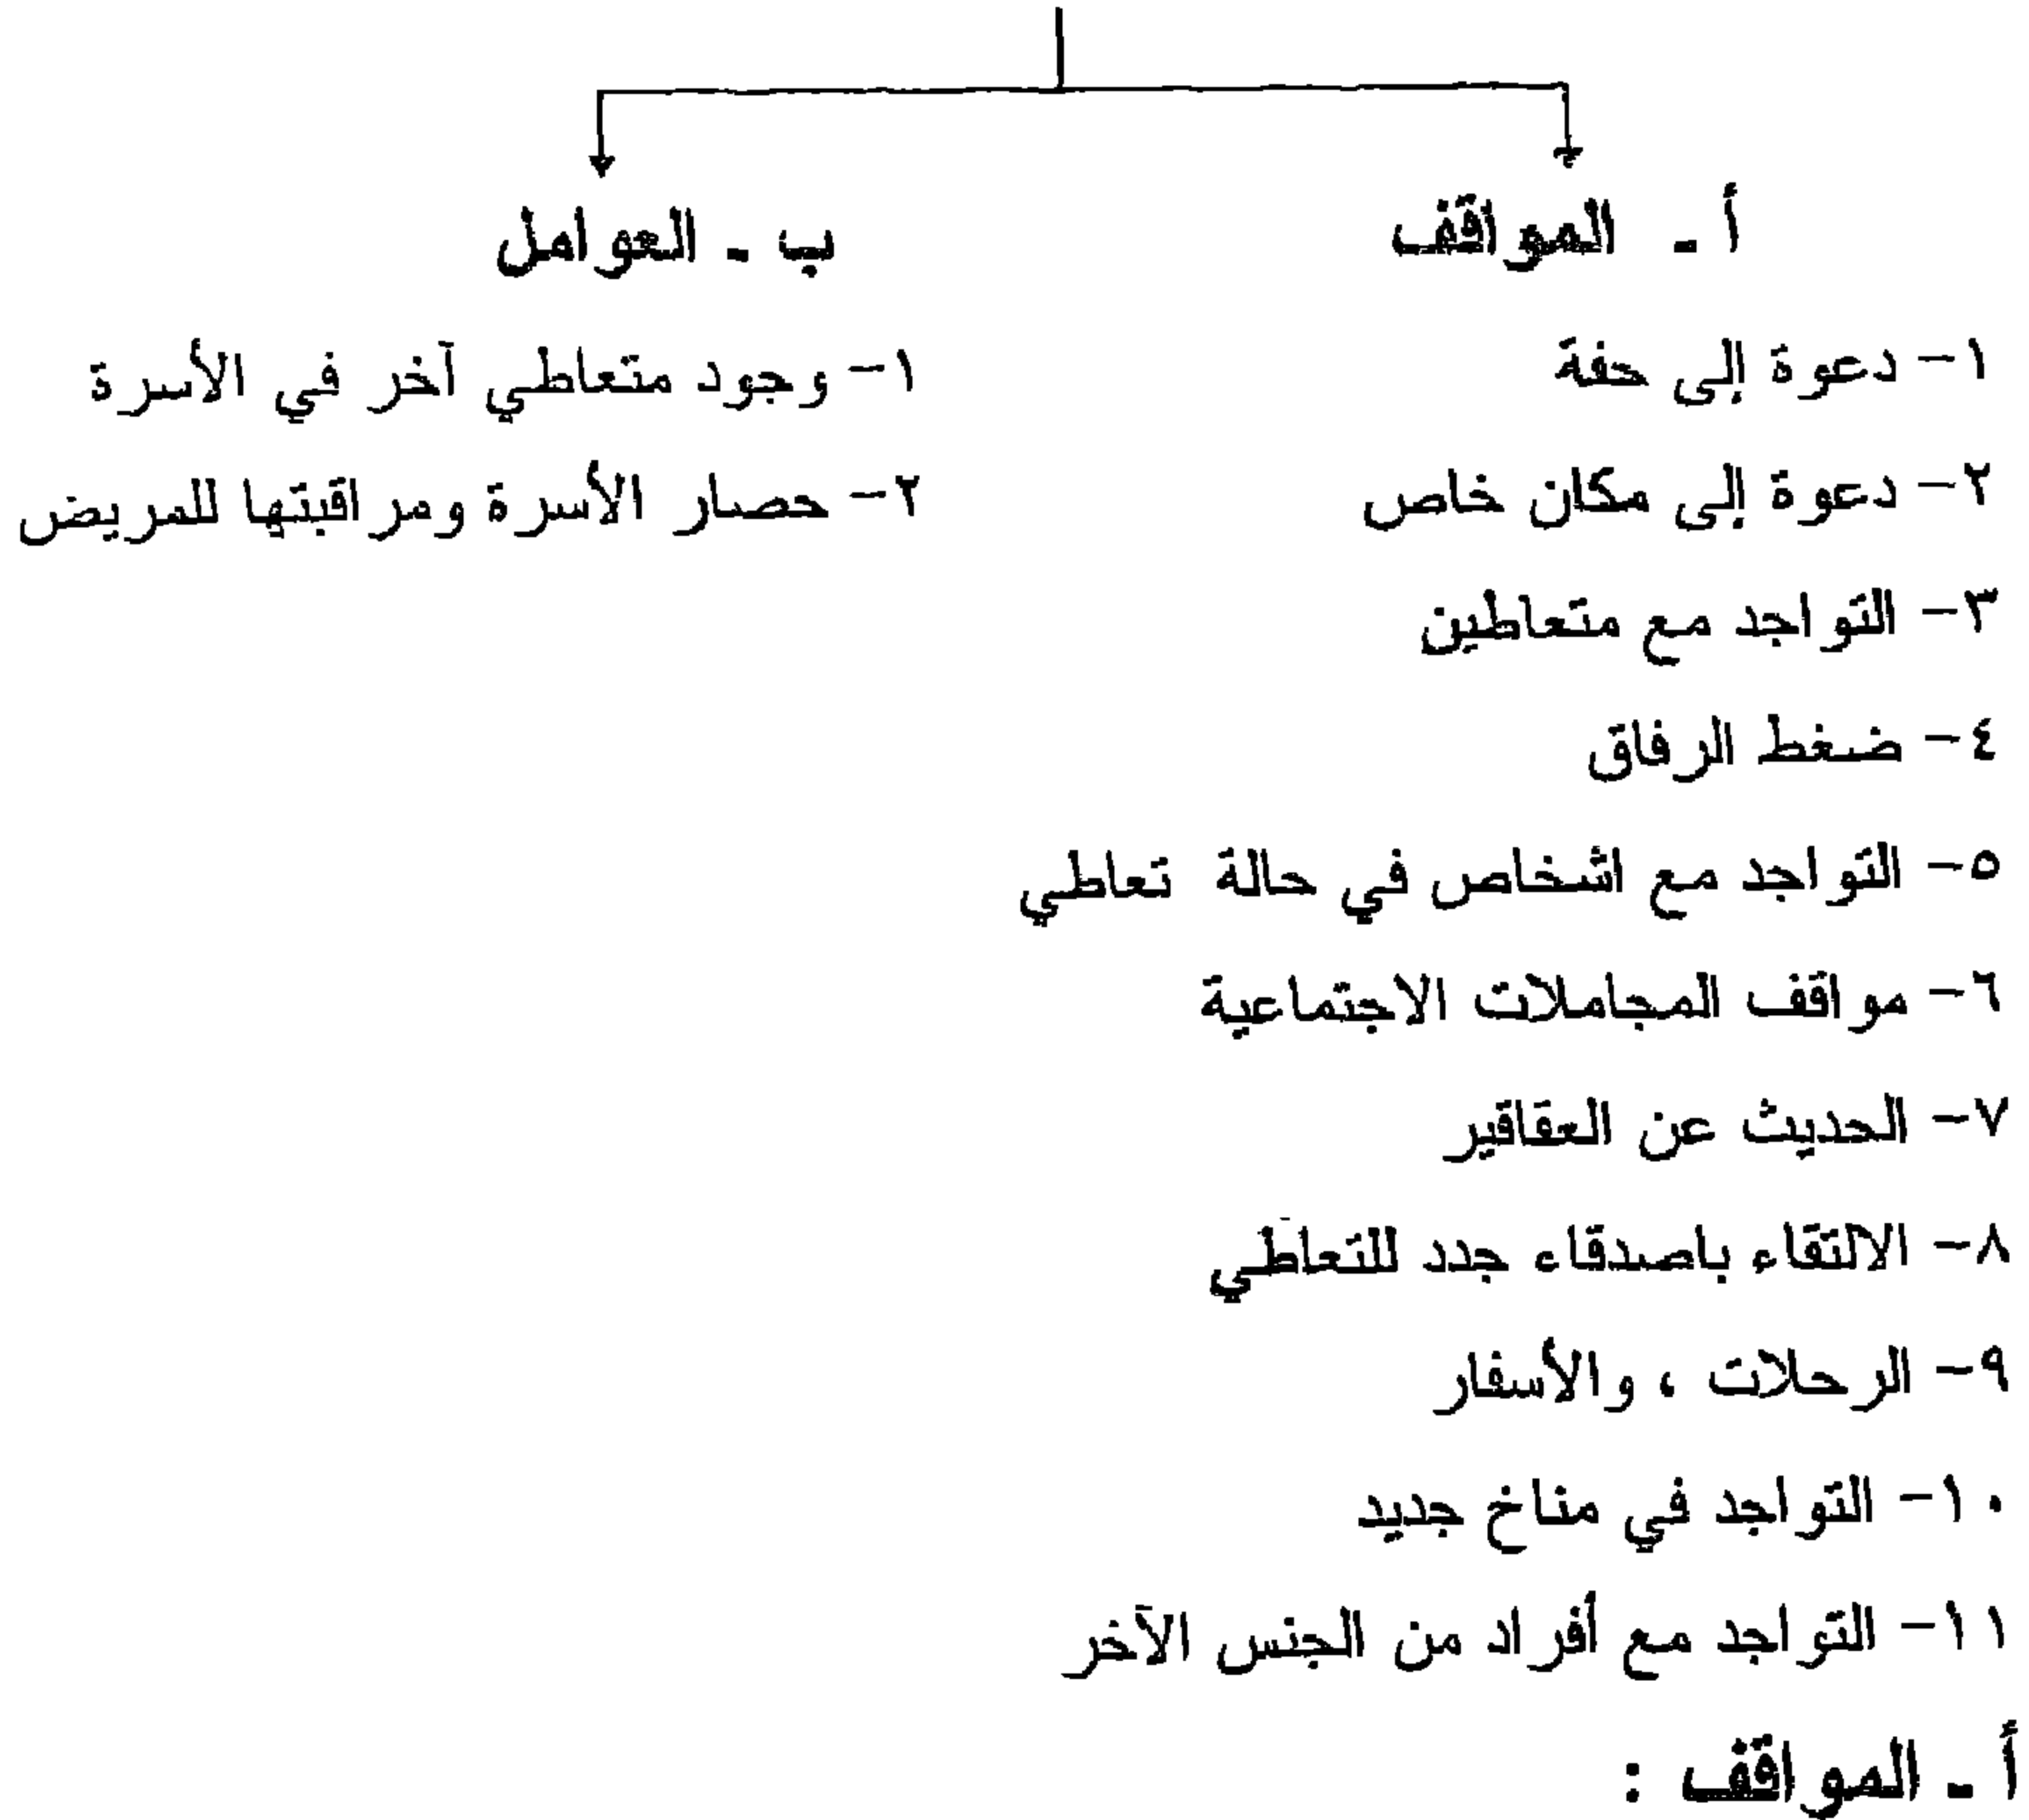 أ ـ المواقف
١- دعوة إلى حفة
٢- دعوة إلى مكان خاص
٣- التواجد مع متعاطين
٤- ضغط الرفاق
٥- التواجد مع اشخاص في حالة تعاطي
٦- مواقف المجاملات الاجتماعية
٧- الحديث عن العقاقير
٨- الالتقاء باصدقاء جدد للتعاطي
٩- الرحلات ، والأسفار
١٠- التواجد في مناخ جديد
١١- التواجد مع أفراد من الجنس الآخر
ب ـ العوامل
١- وجود متعاطي آخر في الأسرة
٢- حصار الأسرة ومراقبتها للمريض
أ ـ المواقف :